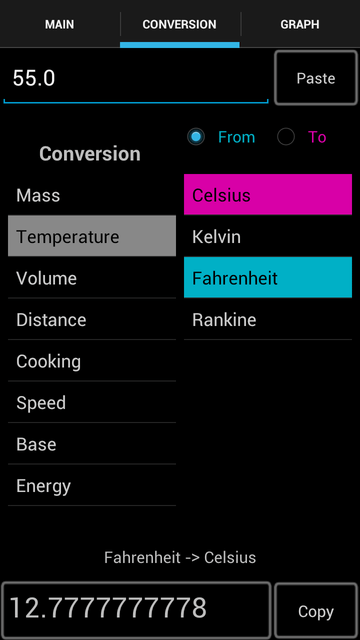 MAIN CONVERSION GRAPH
55.0 Paste
From To
Conversion
Mass Celsius
Temperature Kelvin
Volume Fahrenheit
Distance Rankine
Cooking
Speed
Base
Energy
Fahrenheit -> Celsius
12.7777777778 Copy